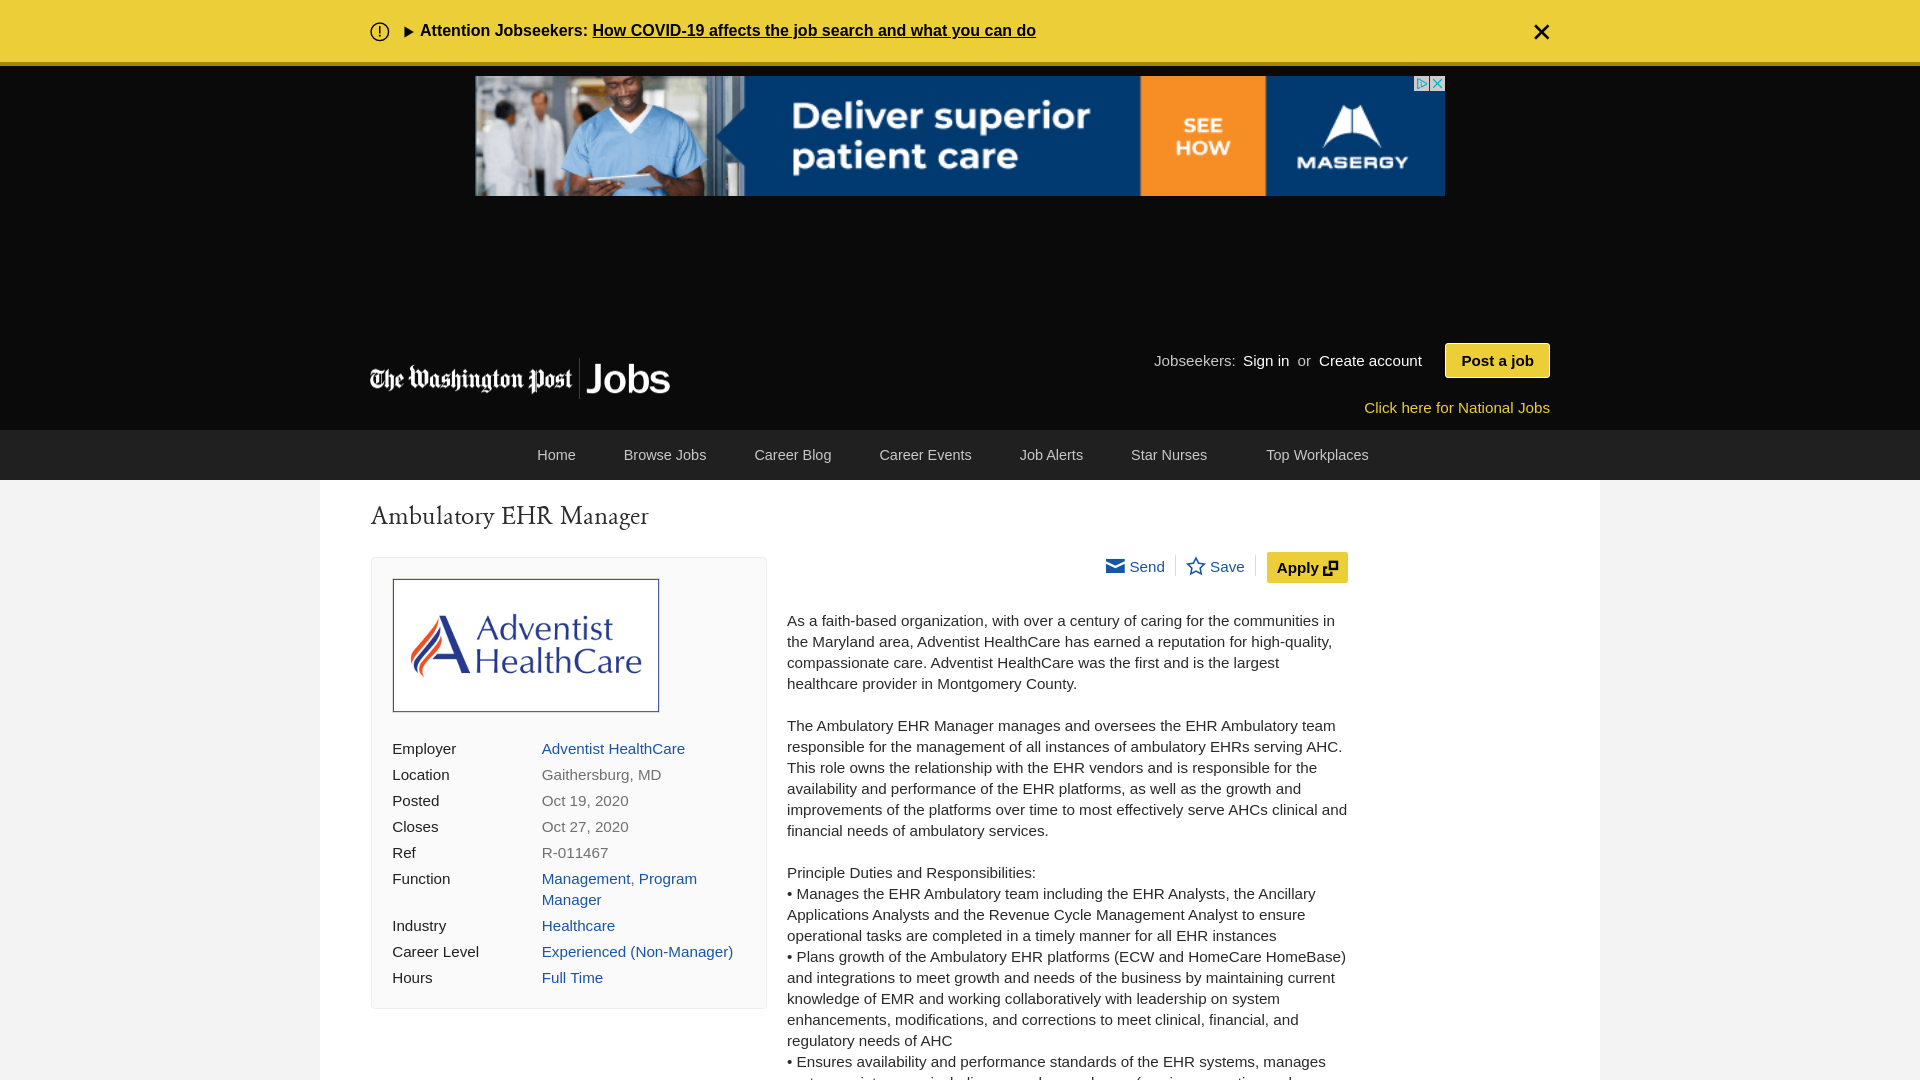 Attention Jobseekers: How COVID-19 affects the job search and what you can do
Deliver superior
patient care
SEE
HOW
MASERGY
The Washington Post
Jobs
Jobseekers: Sign in or Create account
Post a job
Click here for National Jobs
Home
Browse Jobs
Career Blog
Career Events
Job Alerts
Star Nurses
Top Workplaces
Ambulatory EHR Manager
Send
Save
Apply
Adventist
HealthCare
Employer Adventist HealthCare
Location Gaithersburg, MD
Posted Oct 19, 2020
Closes Oct 27, 2020
Ref R-011467
Function Management, Program
Manager
Industry Healthcare
Career Level Experienced (Non-Manager)
Hours Full Time
As a faith-based organization, with over a century of caring for the communities in
the Maryland area, Adventist HealthCare has earned a reputation for high-quality,
compassionate care. Adventist HealthCare was the first and is the largest
healthcare provider in Montgomery County.
The Ambulatory EHR Manager manages and oversees the EHR Ambulatory team
responsible for the management of all instances of ambulatory EHRs serving AHC.
This role owns the relationship with the EHR vendors and is responsible for the
availability and performance of the EHR platforms, as well as the growth and
improvements of the platforms over time to most effectively serve AHCs clinical and
financial needs of ambulatory services.
Principle Duties and Responsibilities:
• Manages the EHR Ambulatory team including the EHR Analysts, the Ancillary
Applications Analysts and the Revenue Cycle Management Analyst to ensure
operational tasks are completed in a timely manner for all EHR instances
• Plans growth of the Ambulatory EHR platforms (ECW and HomeCare HomeBase)
and integrations to meet growth and needs of the business by maintaining current
knowledge of EMR and working collaboratively with leadership on system
enhancements, modifications, and corrections to meet clinical, financial, and
regulatory needs of AHC
• Ensures availability and performance standards of the EHR systems, manages